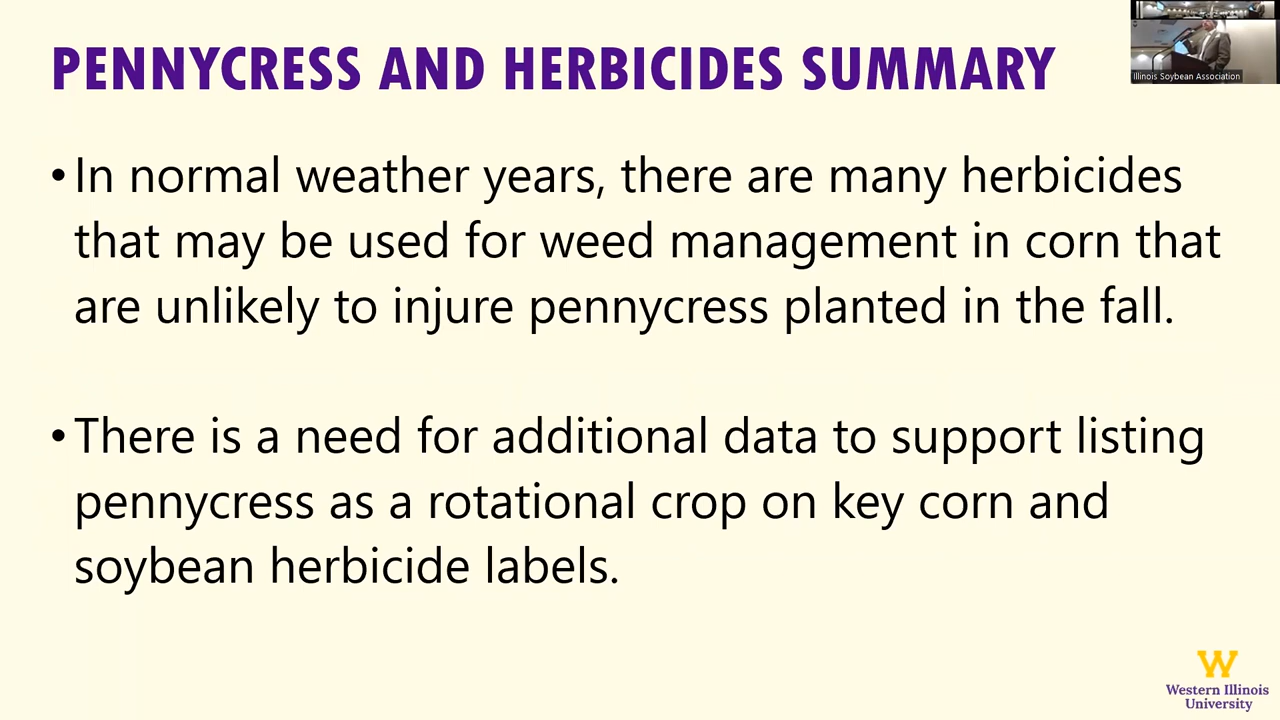 PENNYCRESS AND HERBICIDES SUMMARY
Illinois Soybean Association
• In normal weather years, there are many herbicides
that may be used for weed management in corn that
are unlikely to injure pennycress planted in the fall.
• There is a need for additional data to support listing
pennycress as a rotational crop on key corn and
soybean herbicide labels.
W
Western Illinois
University